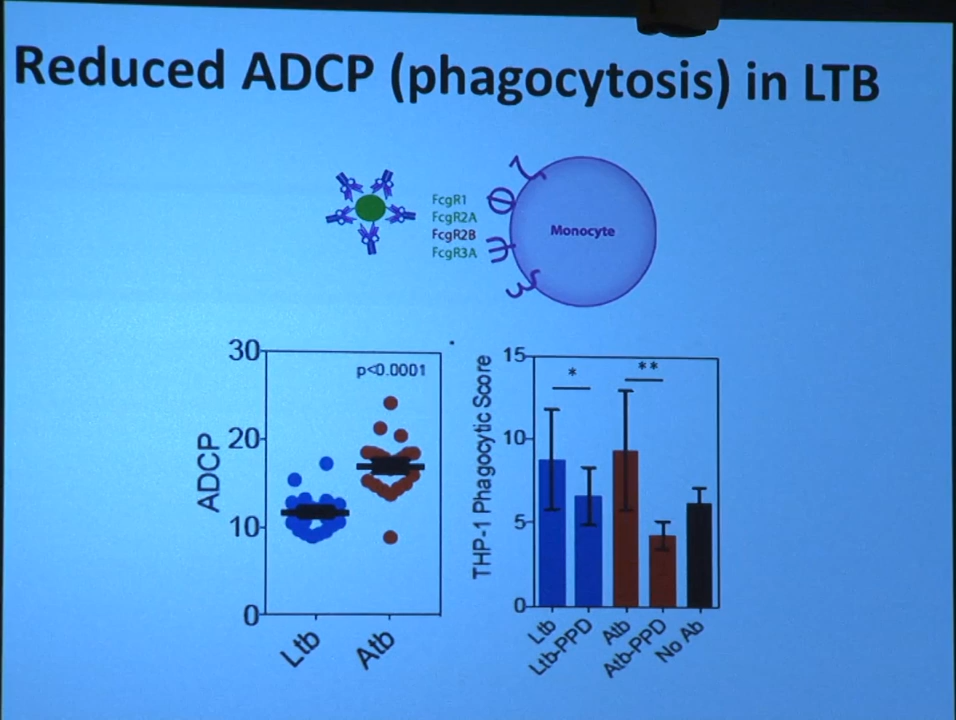 Reduced ADCP (phagocytosis) in LTB
FcgR1
FcgR2A
FcgR2B
FcgR3A
Monocyte
30
20
10
0
ADCP
p<0.0001
Ltb
Atb
15
10
5
0
THP-1 Phagocytic Score
*
**
Ltb
Ltb-PPD
Atb
Atb-PPD
No Ab